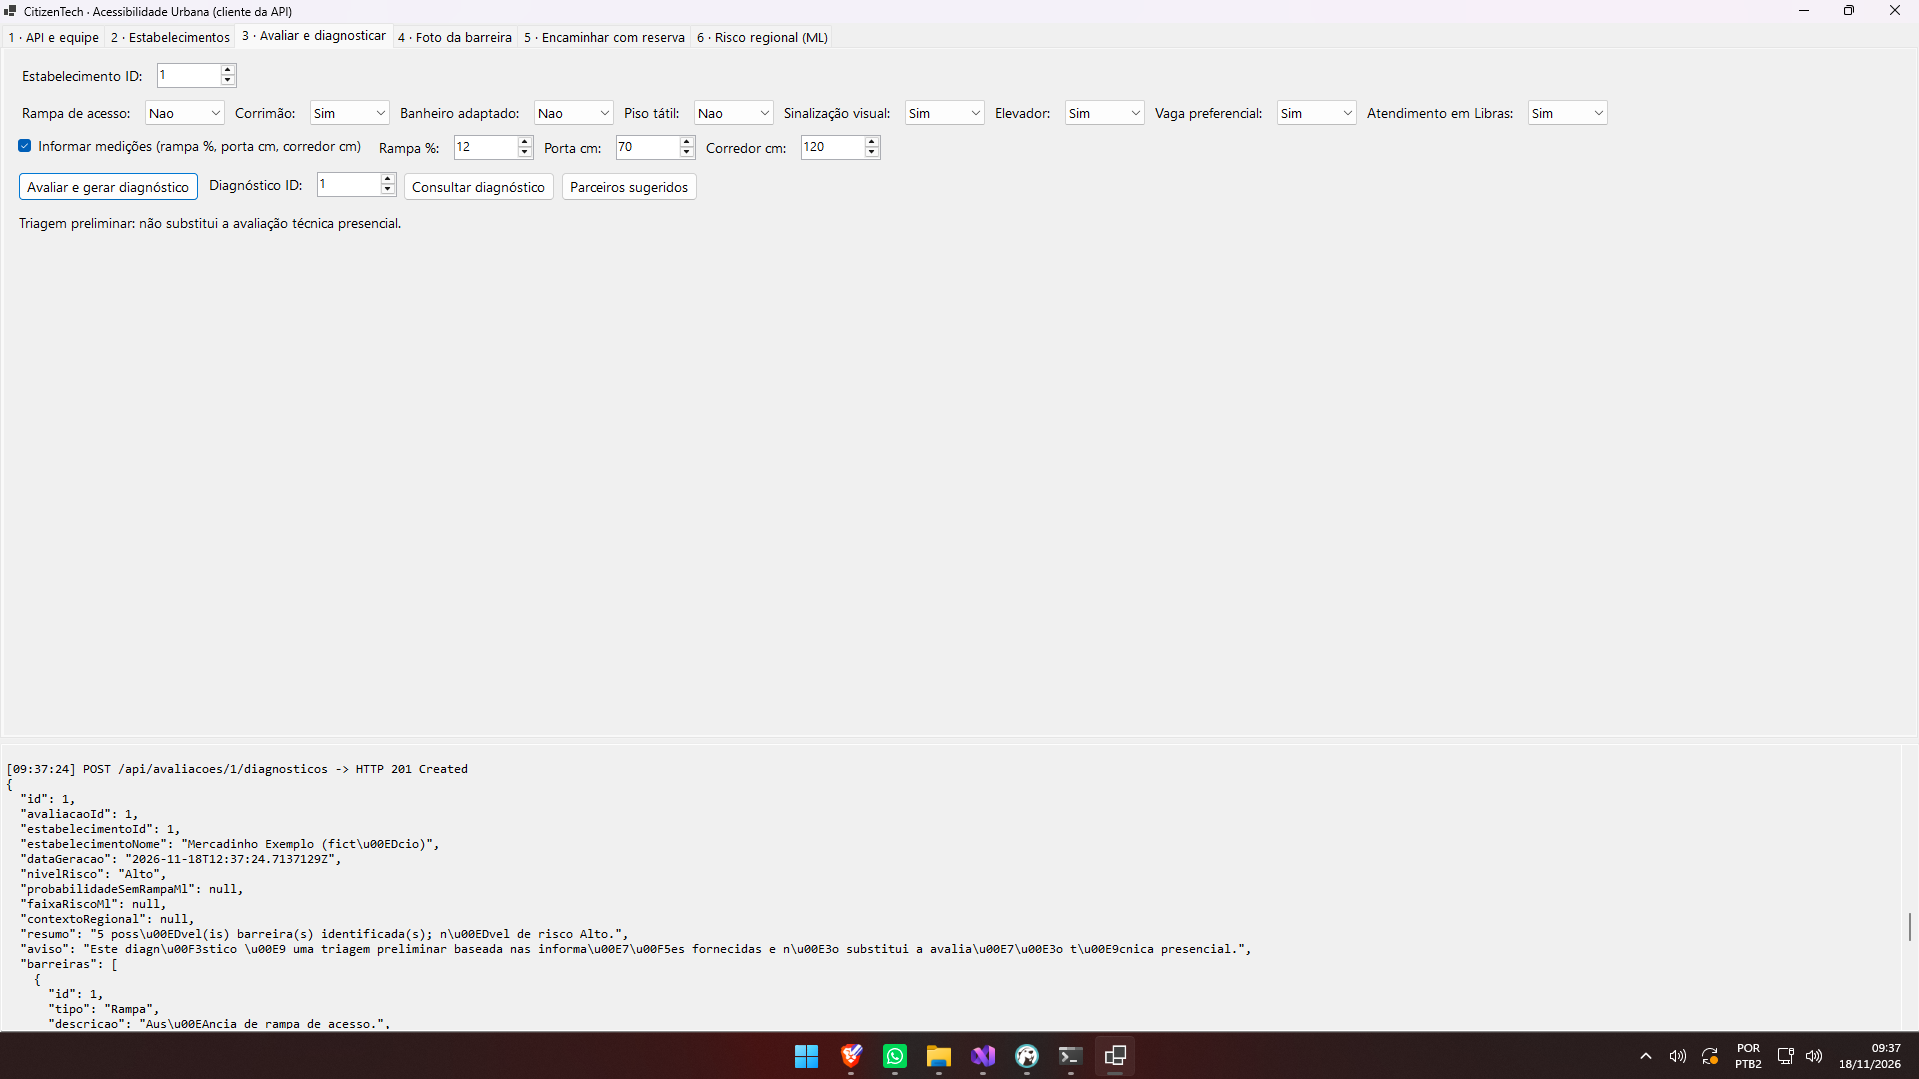 CitizenTech · Acessibilidade Urbana (cliente da API)
1 · API e equipe 2 · Estabelecimentos 3 · Avaliar e diagnosticar 4 · Foto da barreira 5 · Encaminhar com reserva 6 · Risco regional (ML)
Estabelecimento ID: 1
Rampa de acesso: Nao Corrimão: Sim Banheiro adaptado: Nao Piso tátil: Nao Sinalização visual: Sim Elevador: Sim Vaga preferencial: Sim Atendimento em Libras: Sim
Informar medições (rampa %, porta cm, corredor cm) Rampa %: 12 Porta cm: 70 Corredor cm: 120
Avaliar e gerar diagnóstico Diagnóstico ID: 1 Consultar diagnóstico Parceiros sugeridos
Triagem preliminar: não substitui a avaliação técnica presencial.
[09:37:24] POST /api/avaliacoes/1/diagnosticos -> HTTP 201 Created
{
"id": 1,
"avaliacaoId": 1,
"estabelecimentoId": 1,
"estabelecimentoNome": "Mercadinho Exemplo (fict\u00EDcio)",
"dataGeracao": "2026-11-18T12:37:24.7137129Z",
"nivelRisco": "Alto",
"probabilidadeSemRampaMl": null,
"faixaRiscoMl": null,
"contextoRegional": null,
"resumo": "5 poss\u00EDvel(is) barreira(s) identificada(s); n\u00EDvel de risco Alto.",
"aviso": "Este diagn\u00F3stico \u00E9 uma triagem preliminar baseada nas informa\u00E7\u00F5es fornecidas e n\u00E3o substitui a avalia\u00E7\u00E3o t\u00E9cnica presencial.",
"barreiras": [
{
"id": 1,
"tipo": "Rampa",
"descricao": "Aus\u00EAncia de rampa de acesso.",
POR
PTB2
09:37
18/11/2026